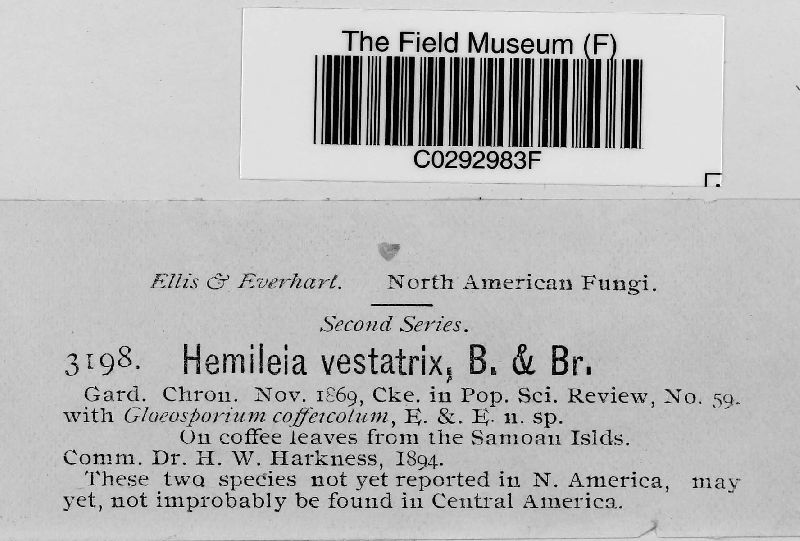 The Field Museum (F)
C0292983F
Ellis & Everhart. North American Fungi.
Second Series.
3198. Hemileia vestatrix, B. & Br.
Gard. Chron. Nov. 1869, Cke. in Pop. Sci. Review, No. 59.
with Gloeosporium coffeicolum, E. &. E. n. sp.
On coffee leaves from the Samoan Islds.
Comm. Dr. H. W. Harkness, 1894.
These two species not yet reported in N. America, may
yet, not improbably be found in Central America.